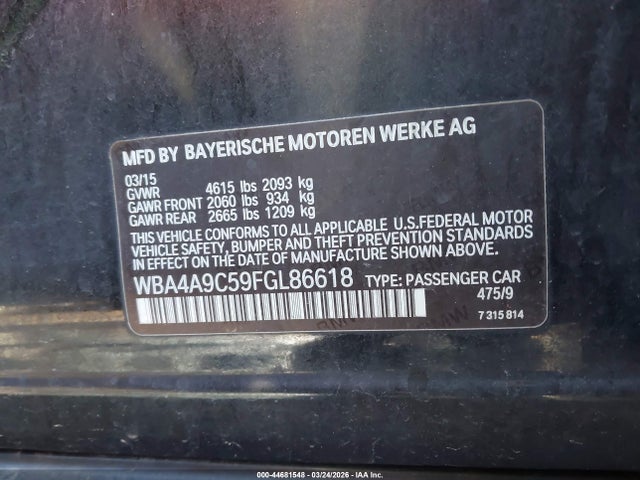 MFD BY BAYERISCHE MOTOREN WERKE AG
03/15
GVWR 4615 lbs 2093 kg
GAWR FRONT 2060 lbs 934 kg
GAWR REAR 2665 lbs 1209 kg
THIS VEHICLE CONFORMS TO ALL APPLICABLE U.S.FEDERAL MOTOR
VEHICLE SAFETY, BUMPER AND THEFT PREVENTION STANDARDS
IN EFFECT ON THE DATE OF MANUFACTURE SHOWN ABOVE.
WBA4A9C59FGL86618 TYPE: PASSENGER CAR
475/9
7 315 814
000-44681548 - 03/24/2026 - IAA Inc.